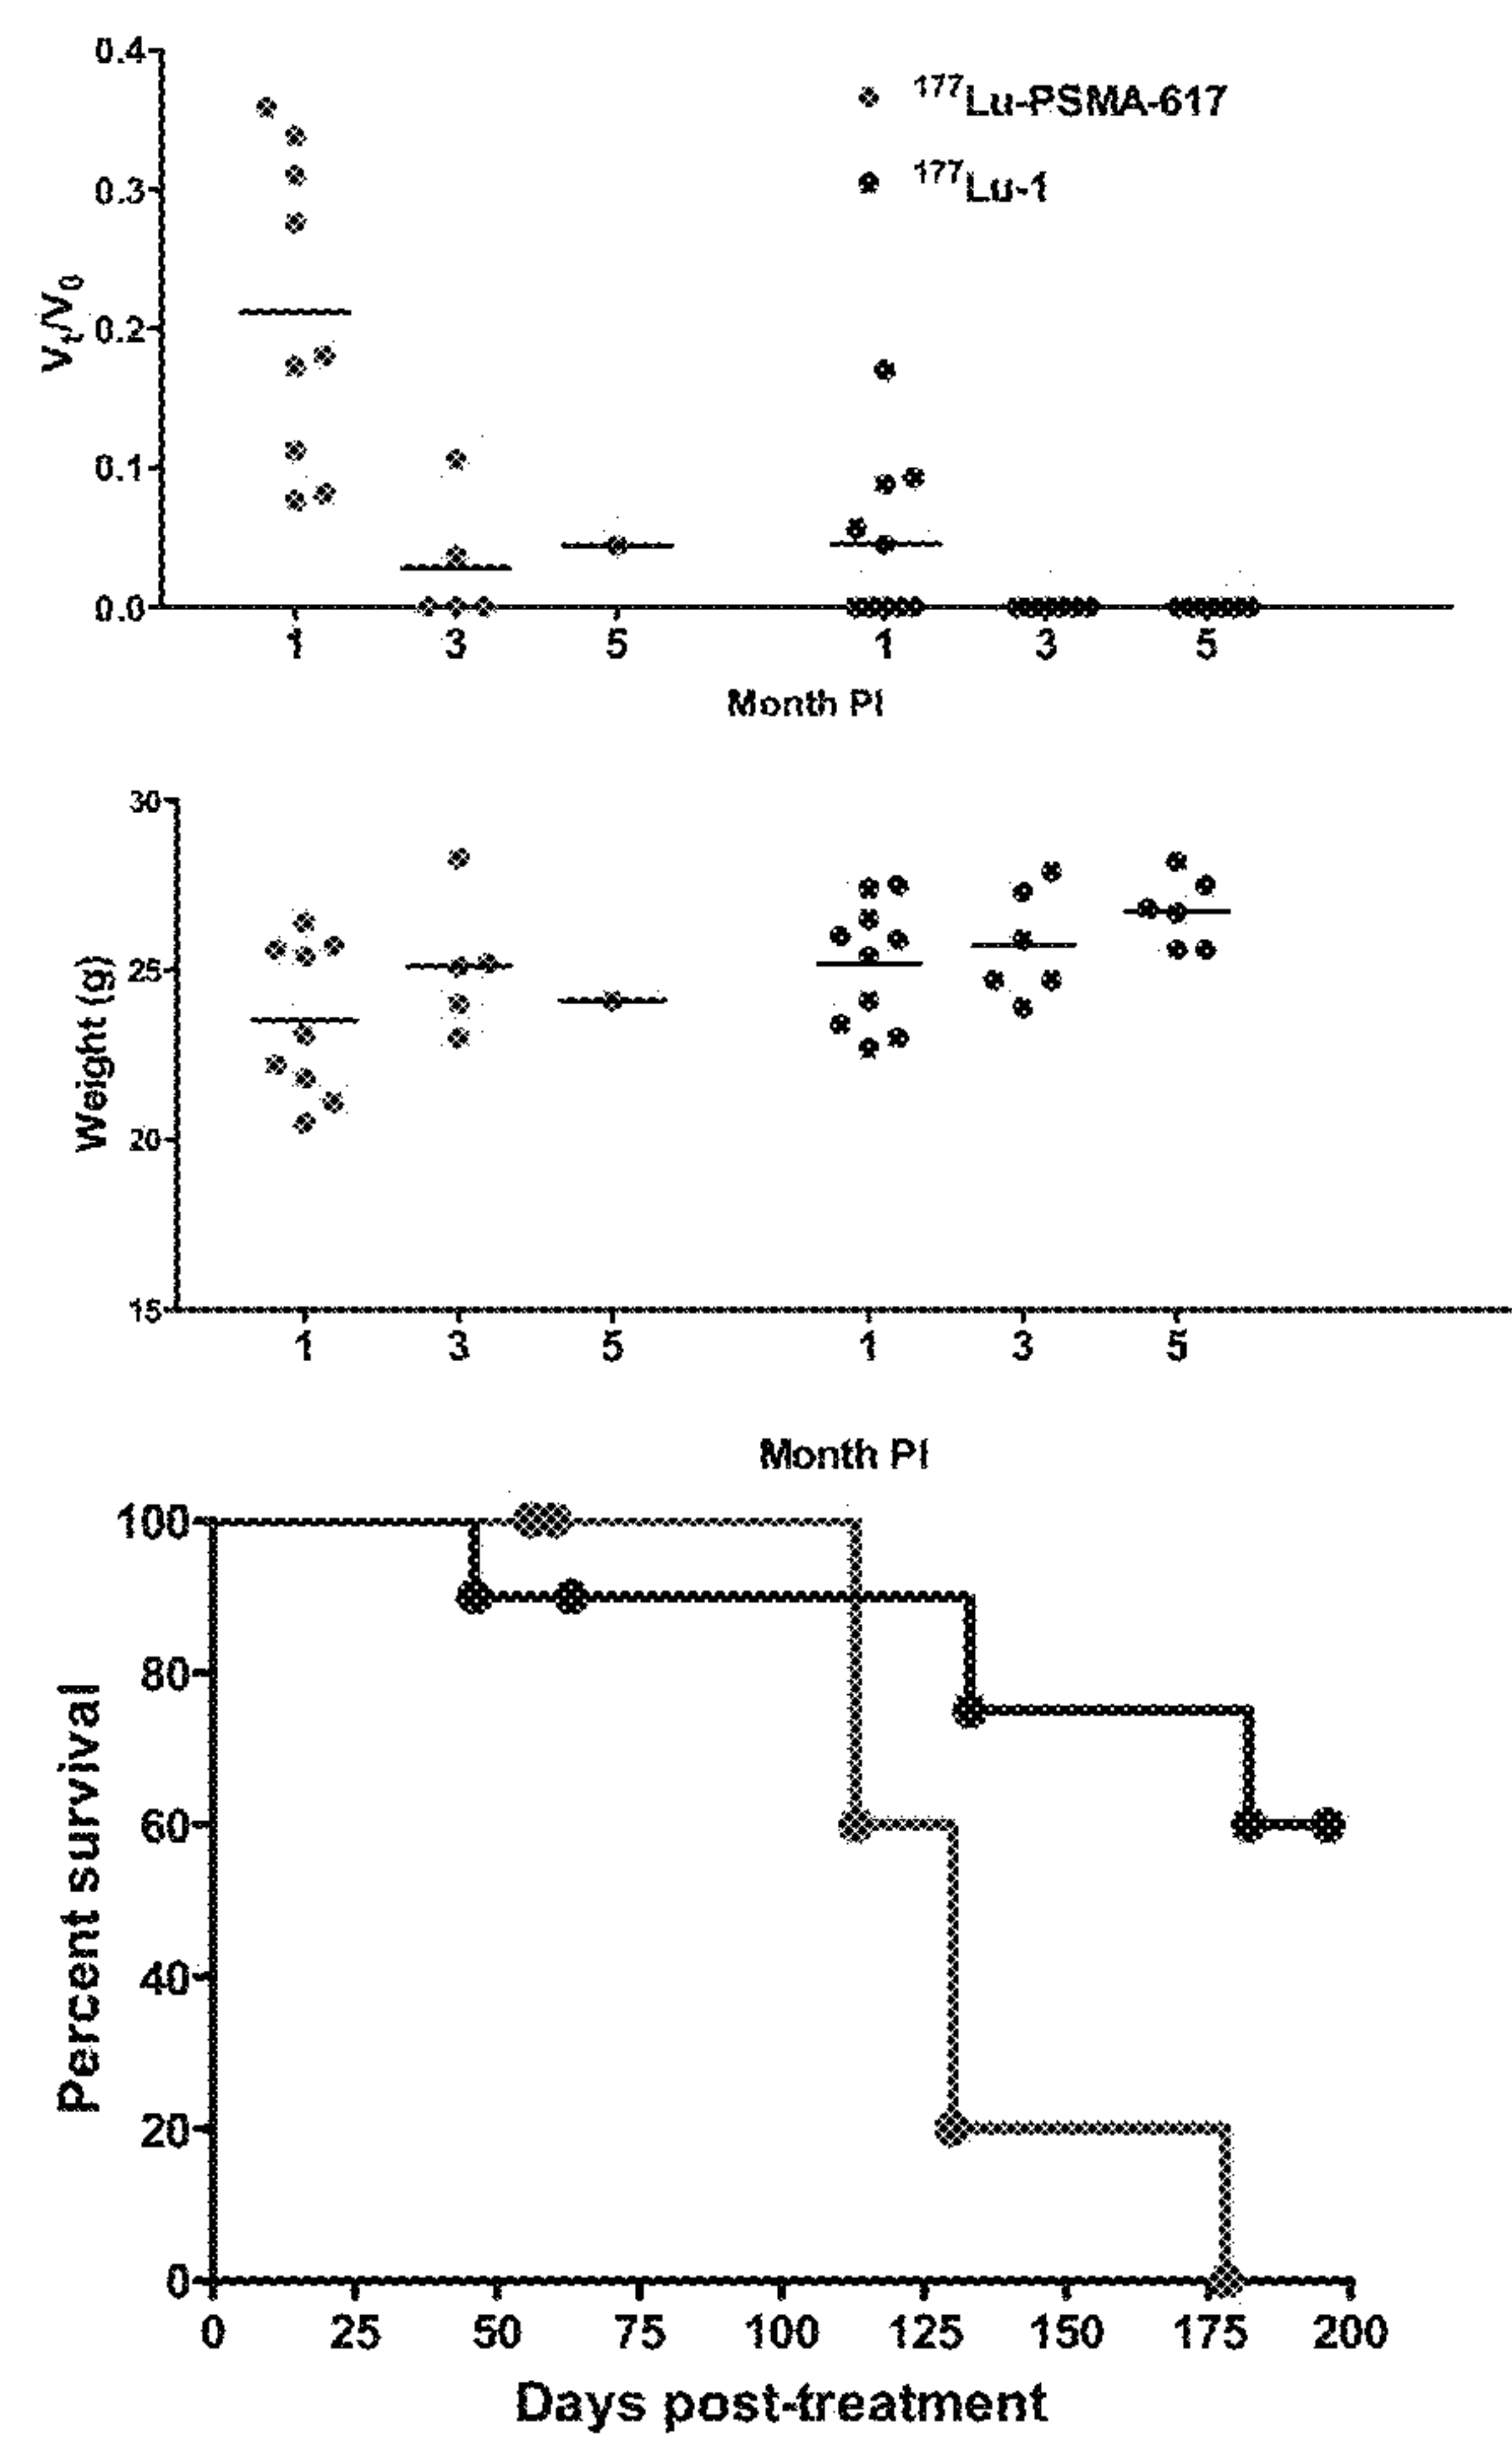 0.4
0.3
0.2
0.1
0.0
Vt/V0
177Lu-PSMA-617
177Lu-1
1 3 5 1 3 5
Month PI
30
25
20
15
Weight (g)
1 3 5 1 3 5
Month PI
100
80
60
40
20
0
Percent survival
0 25 50 75 100 125 150 175 200
Days post-treatment